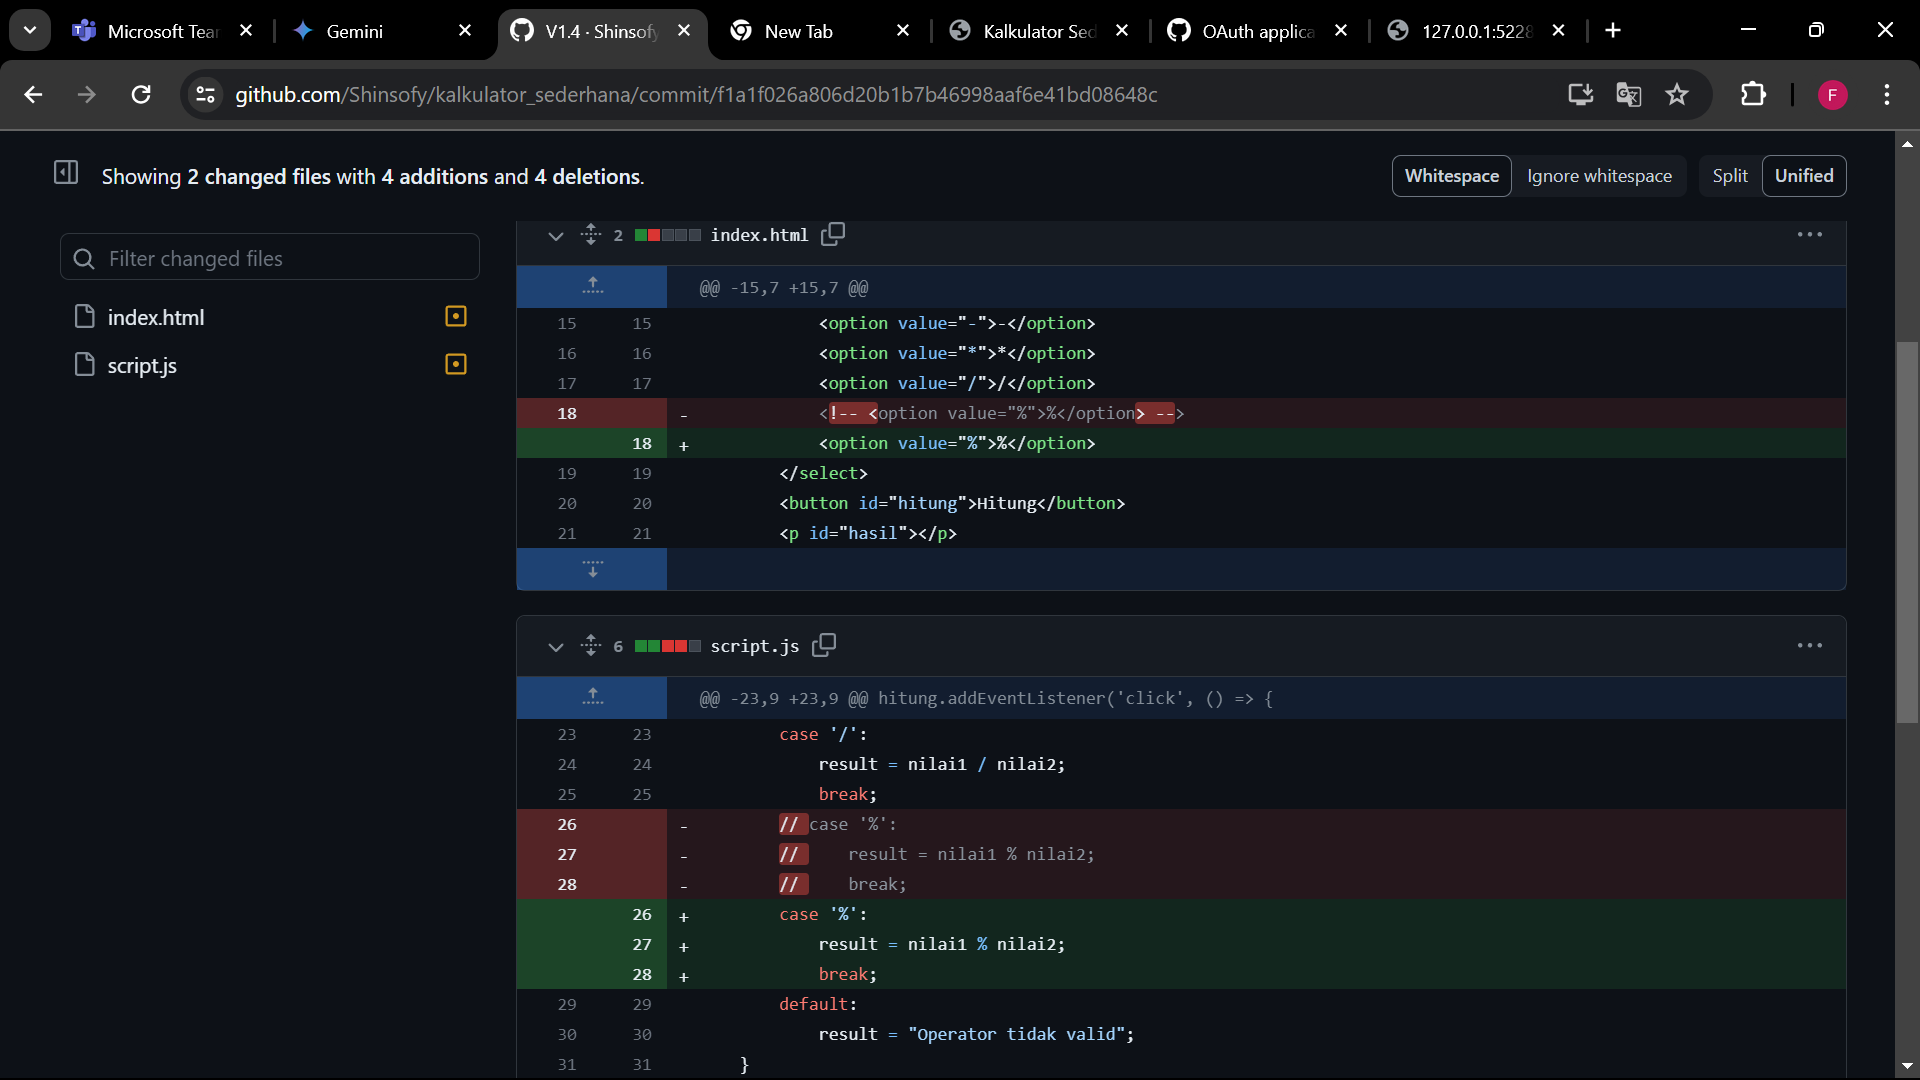 Microsoft Tear
Gemini
V1.4 · Shinsofy
New Tab
Kalkulator Sed
OAuth applica
127.0.0.1:5228
github.com/Shinsofy/kalkulator_sederhana/commit/f1a1f026a806d20b1b7b46998aaf6e41bd08648c
F
Showing 2 changed files with 4 additions and 4 deletions.
Whitespace
Ignore whitespace
Split
Unified
Filter changed files
index.html
script.js
2 index.html
@@ -15,7 +15,7 @@
15 15 <option value="-">-</option>
16 16 <option value="*">*</option>
17 17 <option value="/">/</option>
18 - <!-- <option value="%">%</option> -->
18 + <option value="%">%</option>
19 19 </select>
20 20 <button id="hitung">Hitung</button>
21 21 <p id="hasil"></p>
6 script.js
@@ -23,9 +23,9 @@ hitung.addEventListener('click', () => {
23 23 case '/':
24 24 result = nilai1 / nilai2;
25 25 break;
26 - // case '%':
27 - // result = nilai1 % nilai2;
28 - // break;
26 + case '%':
27 + result = nilai1 % nilai2;
28 + break;
29 29 default:
30 30 result = "Operator tidak valid";
31 31 }